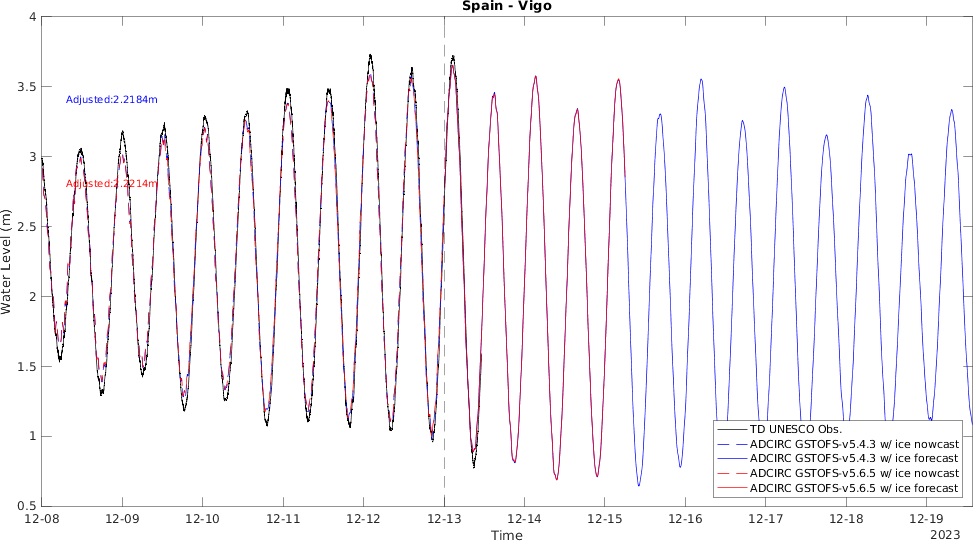 Spain - Vigo
4
3.5
3
2.5
2
1.5
1
0.5
Water Level (m)
Adjusted:2.2184m
Adjusted:2.2214m
TD UNESCO Obs.
ADCIRC GSTOFS-v5.4.3 w/ ice nowcast
ADCIRC GSTOFS-v5.4.3 w/ ice forecast
ADCIRC GSTOFS-v5.6.5 w/ ice nowcast
ADCIRC GSTOFS-v5.6.5 w/ ice forecast
12-08 12-09 12-10 12-11 12-12 12-13 12-14 12-15 12-16 12-17 12-18 12-19
Time
2023